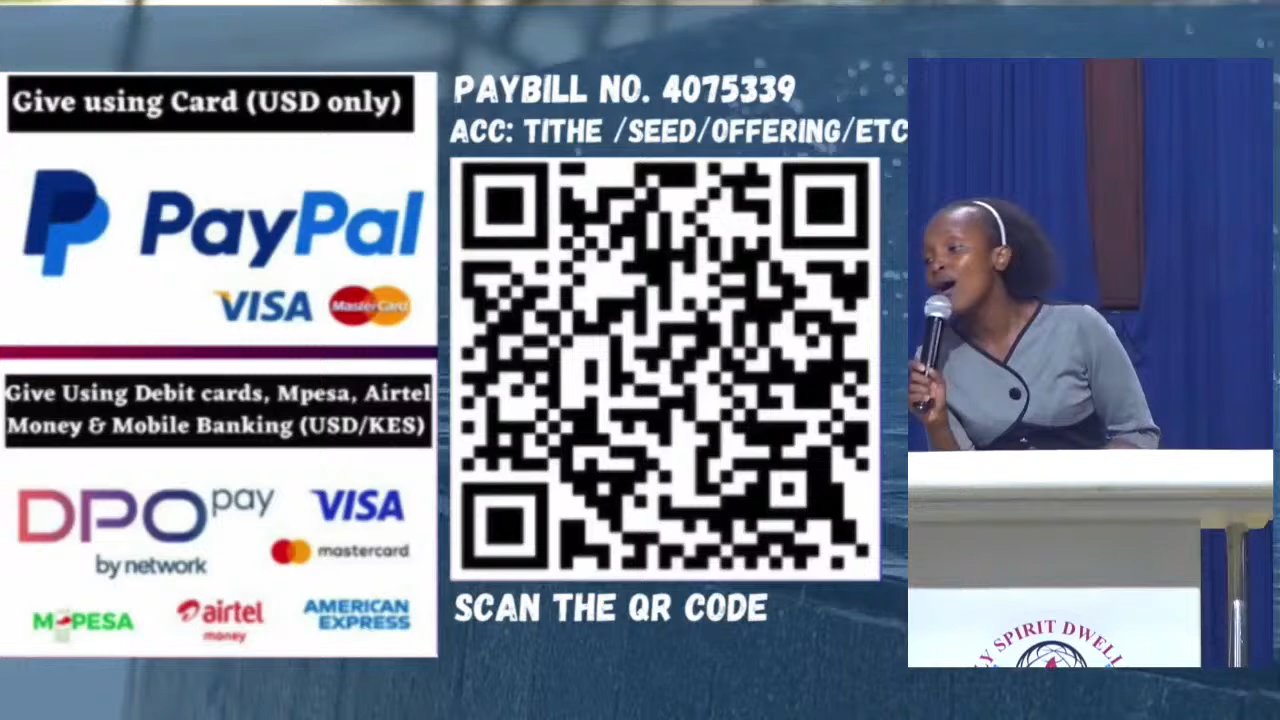 Give using Card (USD only)
PayPal
VISA MasterCard
Give Using Debit cards, Mpesa, Airtel
Money & Mobile Banking (USD/KES)
DPO pay
by network
VISA
mastercard
M-PESA
airtel
money
AMERICAN
EXPRESS
PAYBILL NO. 4075339
ACC: TITHE /SEED/OFFERING/ETC
SCAN THE QR CODE
SPIRIT